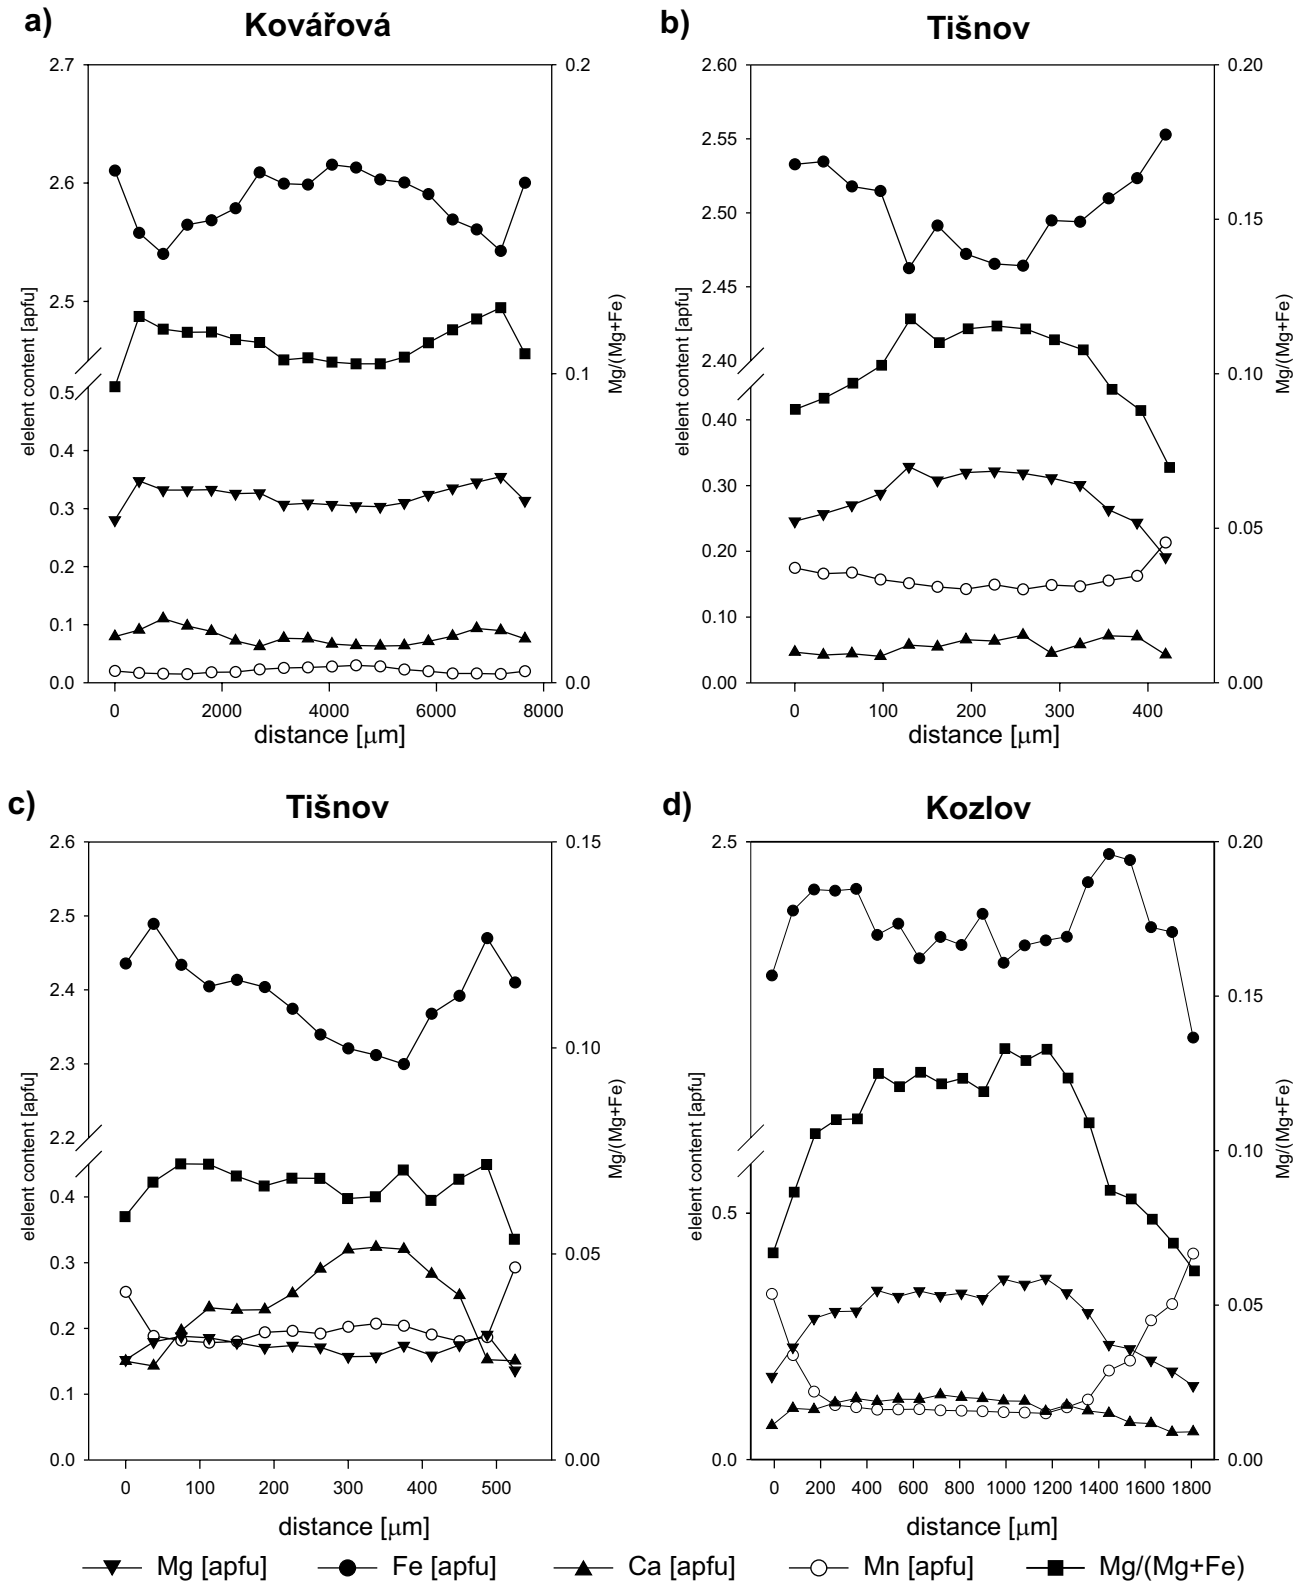 a) Kovářová
2.7
2.6
2.5
0.5
0.4
0.3
0.2
0.1
0.0
0.2
0.1
0.0
elelent content [apfu]
Mg/(Mg+Fe)
0 2000 4000 6000 8000
distance [μm]
b) Tišnov
2.60
2.55
2.50
2.45
2.40
0.40
0.30
0.20
0.10
0.00
0.20
0.15
0.10
0.05
0.00
elelent content [apfu]
Mg/(Mg+Fe)
0 100 200 300 400
distance [μm]
c) Tišnov
2.6
2.5
2.4
2.3
2.2
0.4
0.3
0.2
0.1
0.0
0.15
0.10
0.05
0.00
elelent content [apfu]
Mg/(Mg+Fe)
0 100 200 300 400 500
distance [μm]
d) Kozlov
2.5
0.5
0.0
0.20
0.15
0.10
0.05
0.00
elelent content [apfu]
Mg/(Mg+Fe)
0 200 400 600 800 1000 1200 1400 1600 1800
distance [μm]
Mg [apfu] Fe [apfu] Ca [apfu] Mn [apfu] Mg/(Mg+Fe)